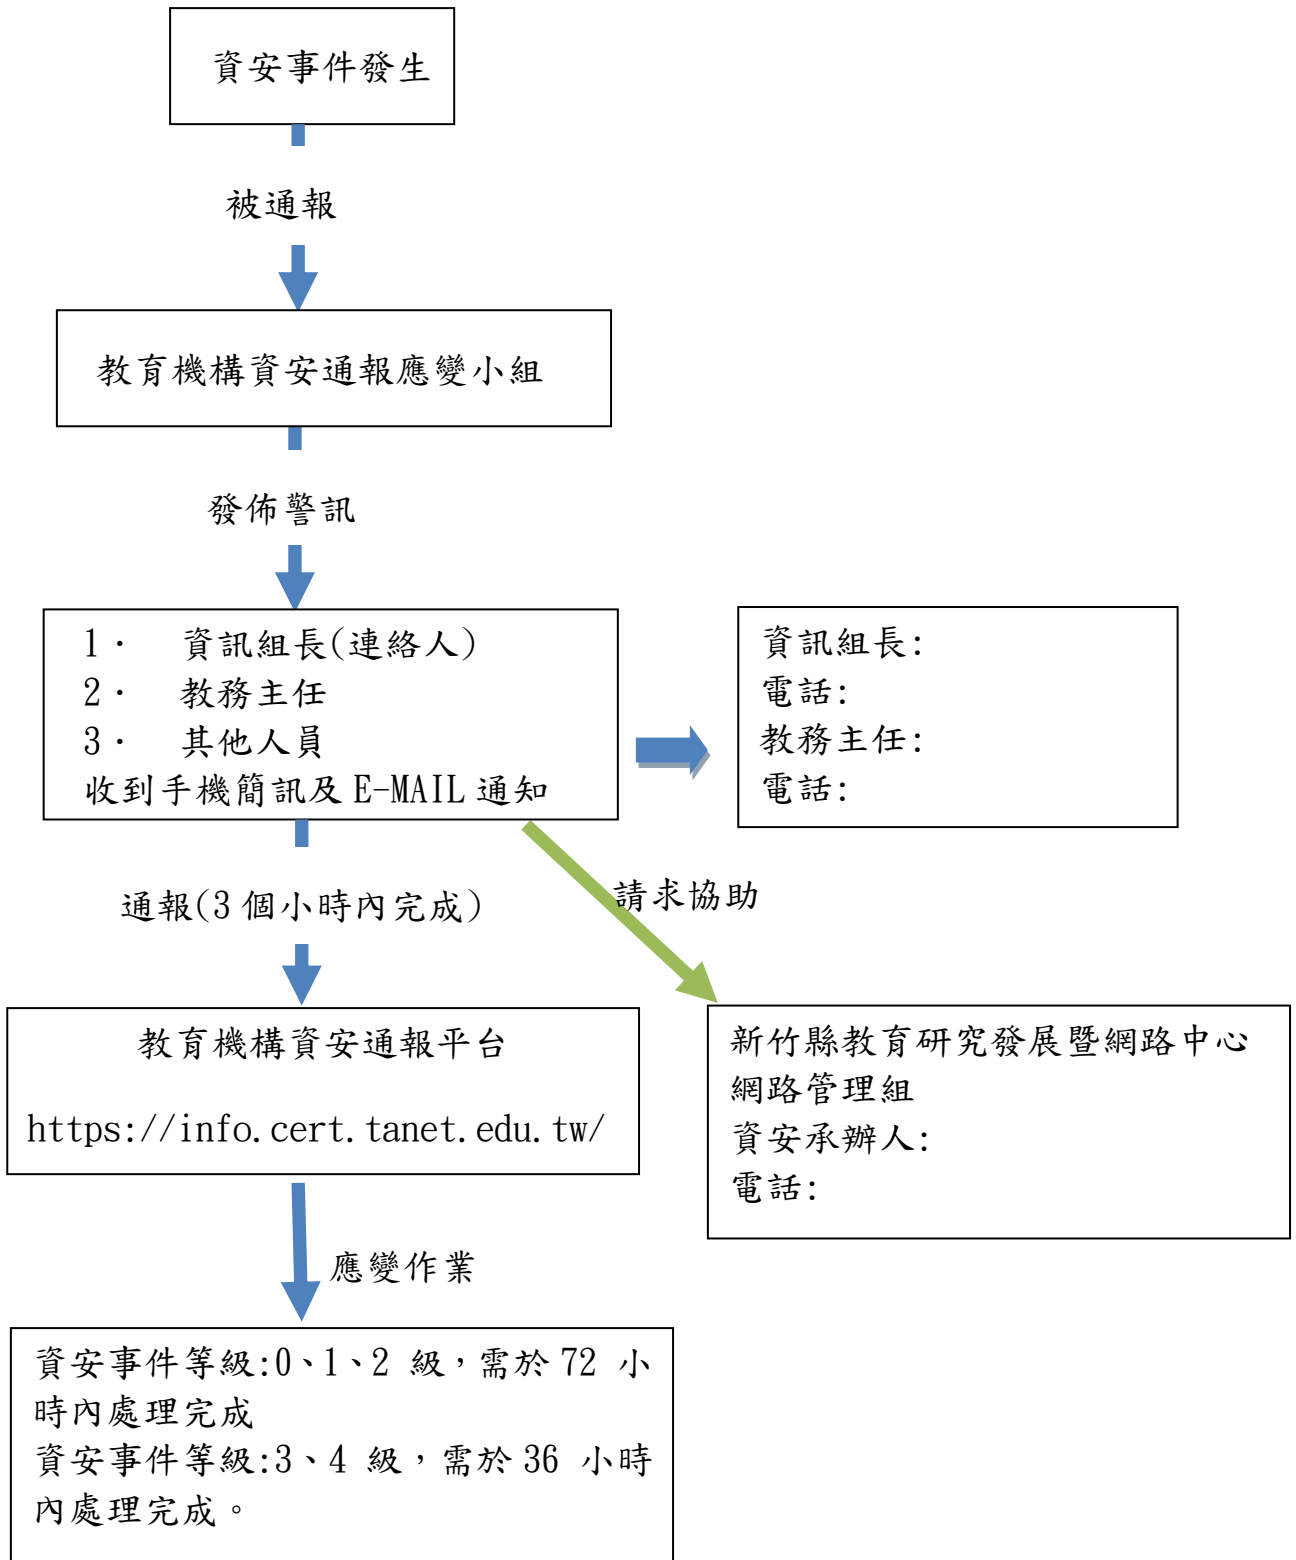 資安事件發生
被通報
教育機構資安通報應變小組
發佈警訊
1. 資訊組長(連絡人)
2. 教務主任
3. 其他人員
收到手機簡訊及 E-MAIL 通知
資訊組長:
電話:
教務主任:
電話:
通報(3 個小時內完成)
請求協助
教育機構資安通報平台
https://info.cert.tanet.edu.tw/
新竹縣教育研究發展暨網路中心
網路管理組
資安承辦人:
電話:
應變作業
資安事件等級:0、1、2 級，需於 72 小
時內處理完成
資安事件等級:3、4 級，需於 36 小時
內處理完成。